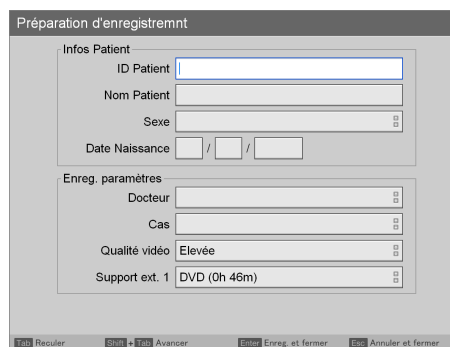 Préparation d'enregistremnt
Infos Patient
ID Patient
Nom Patient
Sexe
Date Naissance / /
Enreg. paramètres
Docteur
Cas
Qualité vidéo Elevée
Support ext. 1 DVD (0h 46m)
Tab Reculer Shift + Tab Avancer Enter Enreg. et fermer Esc Annuler et fermer